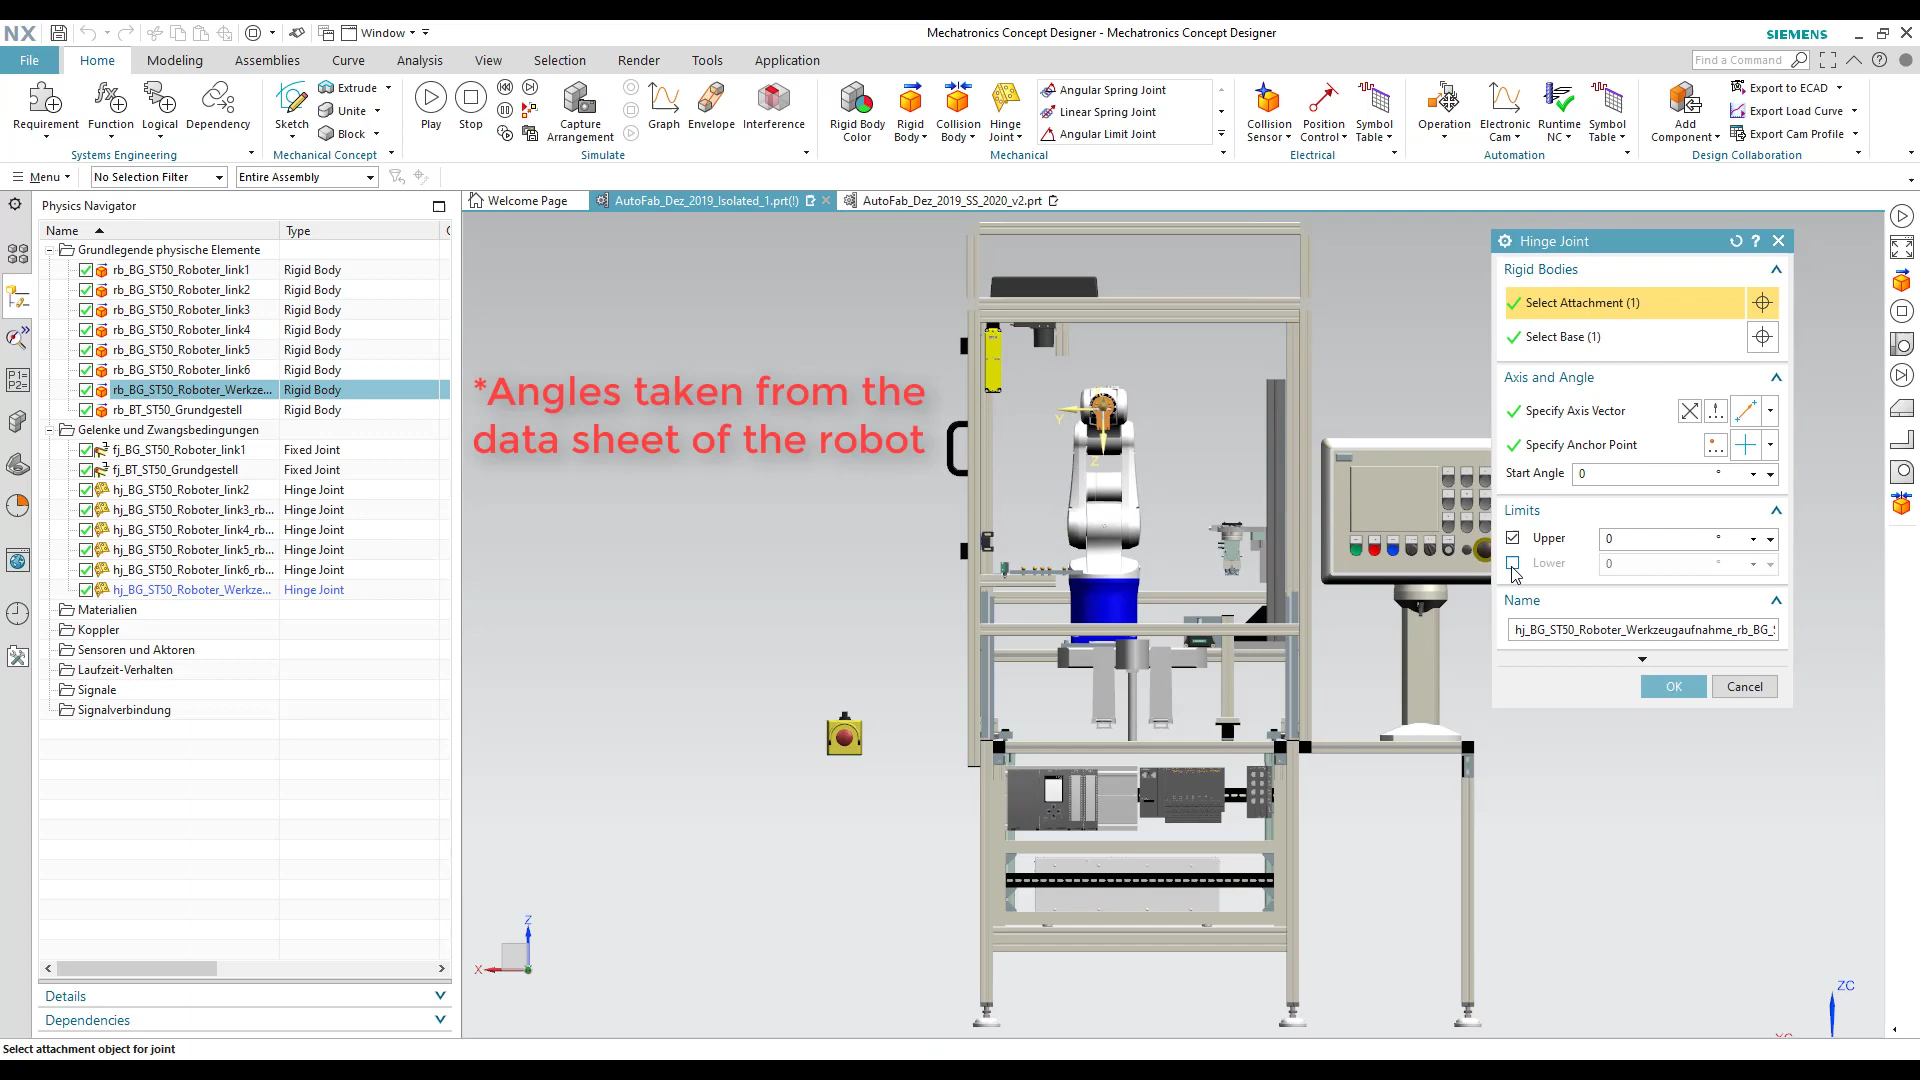 NX
Window
Mechatronics Concept Designer - Mechatronics Concept Designer
SIEMENS
File
Home
Modeling
Assemblies
Curve
Analysis
View
Selection
Render
Tools
Application
Find a Command
Requirement
Function
Logical
Dependency
Systems Engineering
Sketch
Extrude
Unite
Block
Mechanical Concept
Play
Stop
Capture
Arrangement
Graph
Envelope
Interference
Simulate
Rigid Body
Color
Rigid
Body
Collision
Body
Hinge
Joint
Angular Spring Joint
Linear Spring Joint
Angular Limit Joint
Mechanical
Collision
Sensor
Position
Control
Symbol
Table
Electrical
Operation
Electronic
Cam
Runtime
NC
Symbol
Table
Automation
Add
Component
Export to ECAD
Export Load Curve
Export Cam Profile
Design Collaboration
Menu
No Selection Filter
Entire Assembly
Physics Navigator
Welcome Page
AutoFab_Dez_2019_Isolated_1.prt(!)
AutoFab_Dez_2019_SS_2020_v2.prt
Name
Type
Grundlegende physische Elemente
rb_BG_ST50_Roboter_link1 Rigid Body
rb_BG_ST50_Roboter_link2 Rigid Body
rb_BG_ST50_Roboter_link3 Rigid Body
rb_BG_ST50_Roboter_link4 Rigid Body
rb_BG_ST50_Roboter_link5 Rigid Body
rb_BG_ST50_Roboter_link6 Rigid Body
rb_BG_ST50_Roboter_Werkze... Rigid Body
rb_BT_ST50_Grundgestell Rigid Body
Gelenke und Zwangsbedingungen
fj_BG_ST50_Roboter_link1 Fixed Joint
fj_BT_ST50_Grundgestell Fixed Joint
hj_BG_ST50_Roboter_link2 Hinge Joint
hj_BG_ST50_Roboter_link3_rb... Hinge Joint
hj_BG_ST50_Roboter_link4_rb... Hinge Joint
hj_BG_ST50_Roboter_link5_rb... Hinge Joint
hj_BG_ST50_Roboter_link6_rb... Hinge Joint
hj_BG_ST50_Roboter_Werkze... Hinge Joint
Materialien
Koppler
Sensoren und Aktoren
Laufzeit-Verhalten
Signale
Signalverbindung
Details
Dependencies
Select attachment object for joint
P1=
P2=
*Angles taken from the
data sheet of the robot
Y
Z
Z
X
ZC
Hinge Joint
Rigid Bodies
Select Attachment (1)
Select Base (1)
Axis and Angle
Specify Axis Vector
Specify Anchor Point
Start Angle 0 °
Limits
Upper 0 °
Lower 0 °
Name
hj_BG_ST50_Roboter_Werkzeugaufnahme_rb_BG_
OK
Cancel